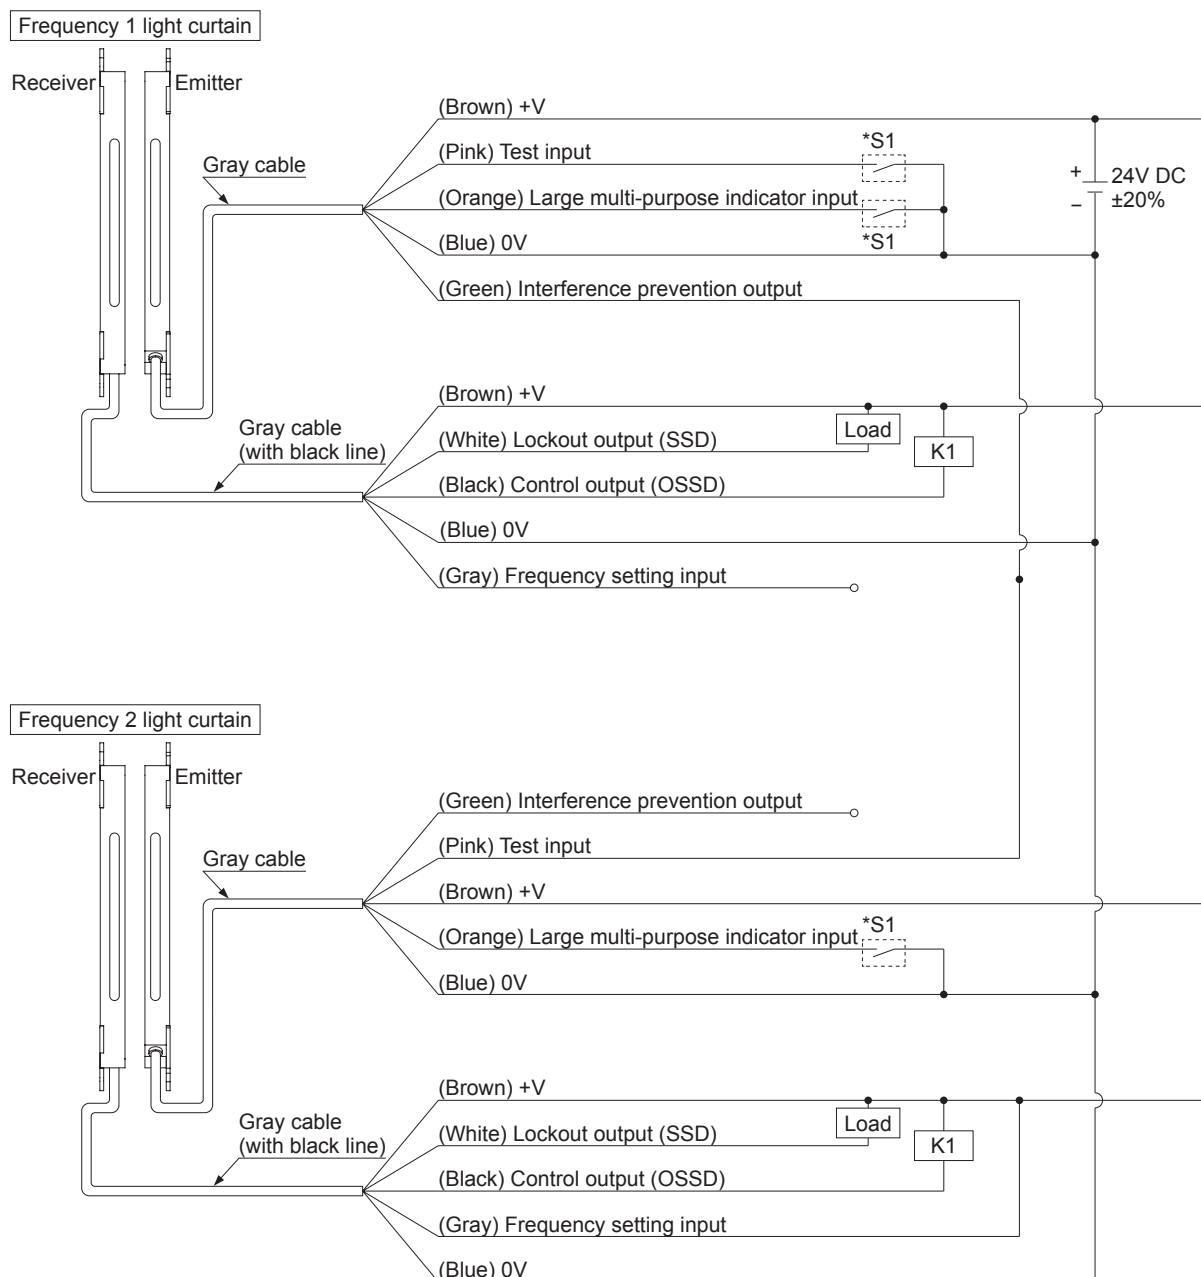 Frequency 1 light curtain
Receiver
Emitter
(Brown) +V
*S1
(Pink) Test input
Gray cable
+
24V DC
(Orange) Large multi-purpose indicator input
−
±20%
*S1
(Blue) 0V
(Green) Interference prevention output
(Brown) +V
Gray cable
(with black line)
Load
(White) Lockout output (SSD)
K1
(Black) Control output (OSSD)
(Blue) 0V
(Gray) Frequency setting input
Frequency 2 light curtain
Receiver
Emitter
(Green) Interference prevention output
(Pink) Test input
Gray cable
(Brown) +V
*S1
(Orange) Large multi-purpose indicator input
(Blue) 0V
(Brown) +V
Gray cable
(with black line)
Load
(White) Lockout output (SSD)
K1
(Black) Control output (OSSD)
(Gray) Frequency setting input
(Blue) 0V